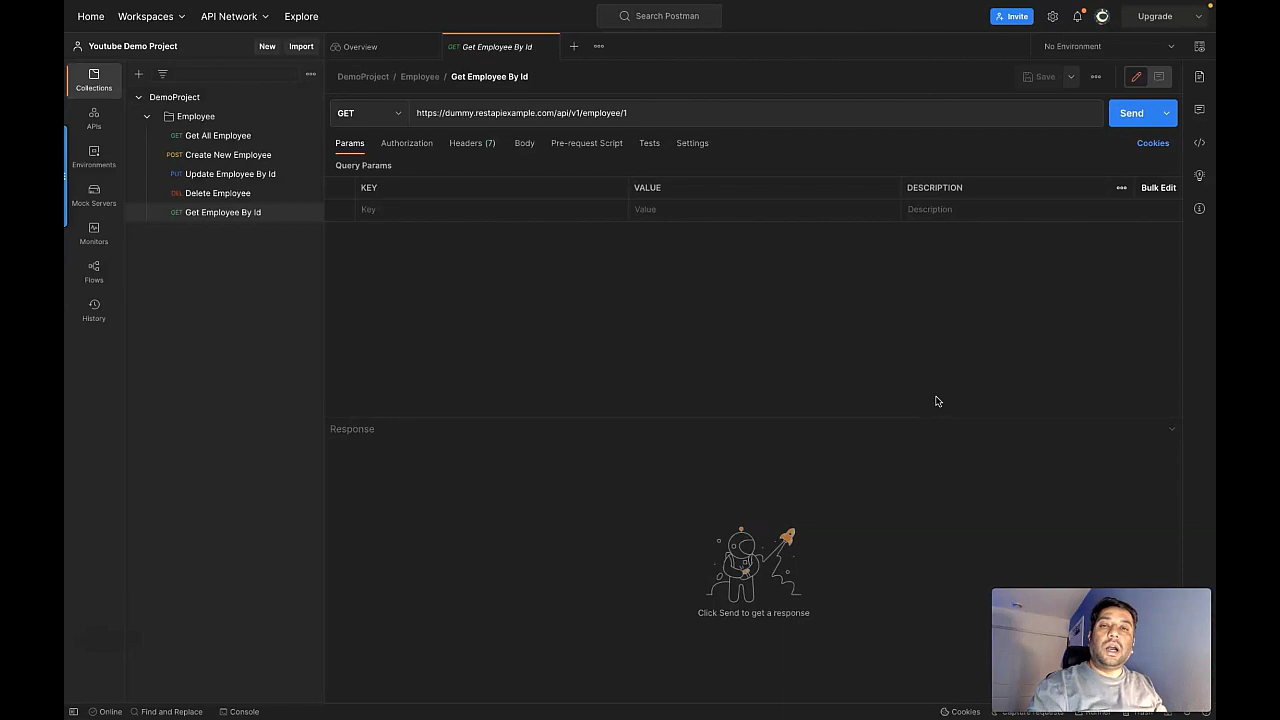 Home Workspaces API Network Explore Search Postman Invite Upgrade
Youtube Demo Project New Import Overview GET Get Employee By Id No Environment
DemoProject / Employee / Get Employee By Id Save
Collections
APIs
Environments
Mock Servers
Monitors
Flows
History
DemoProject
Employee
GET Get All Employee
POST Create New Employee
PUT Update Employee By Id
DEL Delete Employee
GET Get Employee By Id
GET https://dummy.restapiexample.com/api/v1/employee/1 Send
Params Authorization Headers (7) Body Pre-request Script Tests Settings Cookies
Query Params
KEY VALUE DESCRIPTION Bulk Edit
Key Value Description
Response
Click Send to get a response
Online Find and Replace Console Cookies